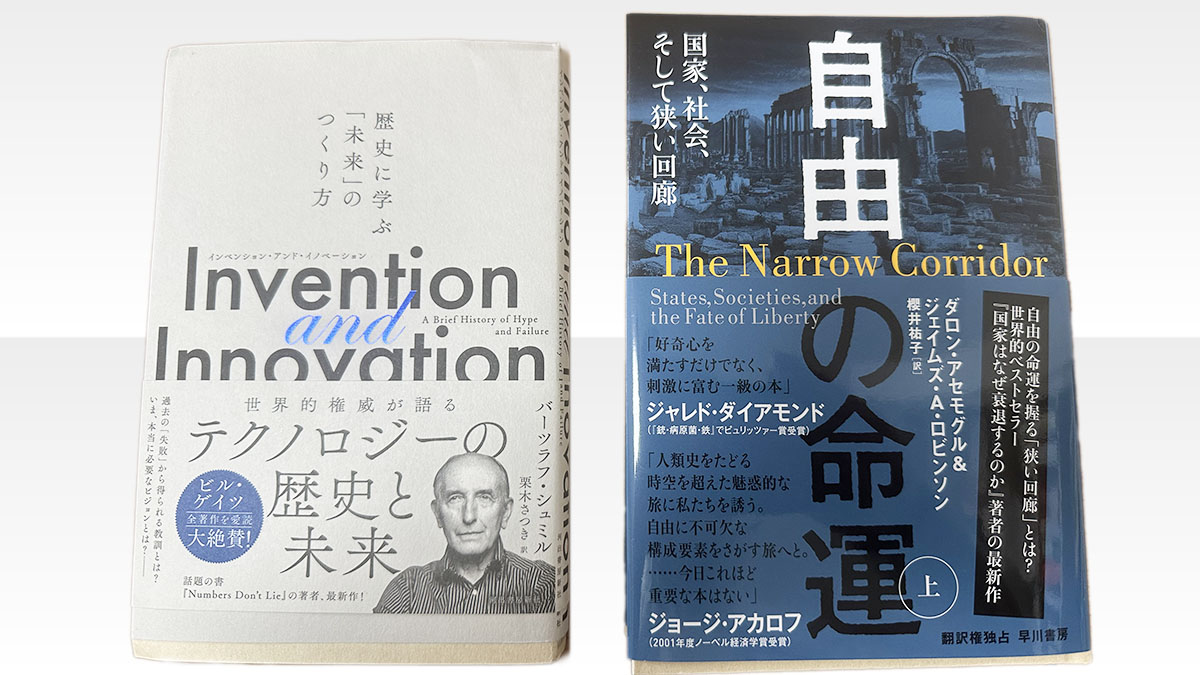 歴史に学ぶ
「未来」の
つくり方
インベンション・アンド・イノベーション
Invention
and
A Brief History of Hype
and Failure
Innovation
世界的権威が語る
テクノロジーの
歴史と
未来
バーツラフ・シュミル
栗木さつき 訳
過去の「失敗」から得られる教訓とは?
いま、本当に必要なビジョンとは?——
ビル・
ゲイツ
全著作を愛読
大絶賛!
話題の書
『Numbers Don't Lie』の著者、最新作!
国家、社会、
そして狭い回廊
自由
の命運
The Narrow Corridor
States, Societies, and
the Fate of Liberty
ダロン・アセモグル&
ジェイムズ・A・ロビンソン
櫻井祐子[訳]
自由の命運を握る「狭い回廊」とは?
世界的ベストセラー
『国家はなぜ衰退するのか』著者の最新作
「好奇心を
満たすだけでなく、
刺激に富む一級の本」
ジャレド・ダイアモンド
(『銃・病原菌・鉄』でピュリッツァー賞受賞)
「人類史をたどる
時空を超えた魅惑的な
旅に私たちを誘う。
自由に不可欠な
構成要素をさがす旅へと。
……今日これほど
重要な本はない」
ジョージ・アカロフ
(2001年度ノーベル経済学賞受賞)
上
翻訳権独占 早川書房